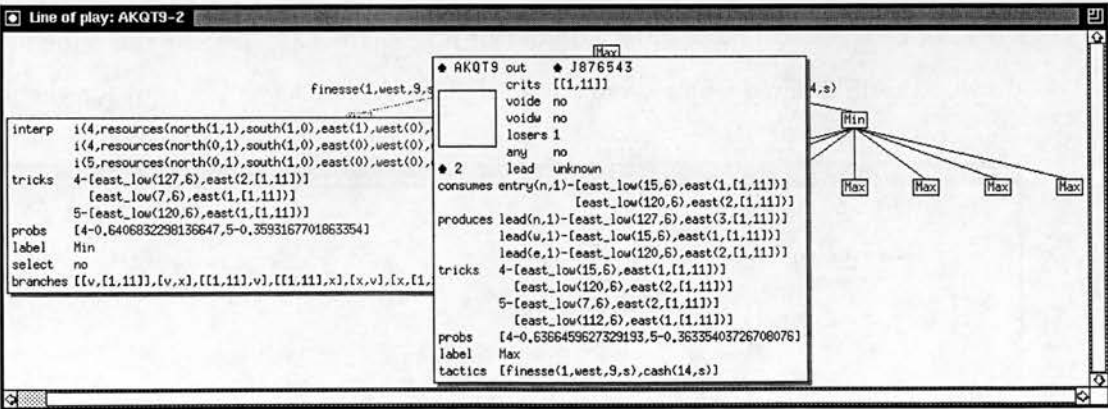 Line of play: AKQT9-2
Max
finesse(1,west,9,s
4,s)
Min
Max
Max
Max
Max
interp i(4,resources(north(1,1),south(1,0),east(1),west(0),
i(4,resources(north(0,1),south(1,0),east(0),west(0),
i(5,resources(north(0,1),south(1,0),east(0),west(0),
tricks 4-[east_low(127,6),east(2,[1,11])]
[east_low(7,6),east(1,[1,11])]
5-[east_low(120,6),east(1,[1,11])]
probs [4-0.6406832298136647,5-0.3593167701863354]
label Min
select no
branches [[v,[1,11]],[v,x],[[1,11],v],[[1,11],x],[x,v],[x,[1,
♠ AKQT9 out ♠ J876543
crits [[1,11]]
voide no
voidw no
losers 1
any no
♠ 2 lead unknown
consumes entry(n,1)-[east_low(15,6),east(1,[1,11])]
[east_low(120,6),east(2,[1,11])]
produces lead(n,1)-[east_low(127,6),east(3,[1,11])]
lead(w,1)-[east_low(15,6),east(1,[1,11])]
lead(e,1)-[east_low(120,6),east(2,[1,11])]
tricks 4-[east_low(15,6),east(1,[1,11])]
[east_low(120,6),east(2,[1,11])]
5-[east_low(7,6),east(2,[1,11])]
[east_low(112,6),east(1,[1,11])]
probs [4-0.6366459627329193,5-0.36335403726708076]
label Max
tactics [finesse(1,west,9,s),cash(14,s)]